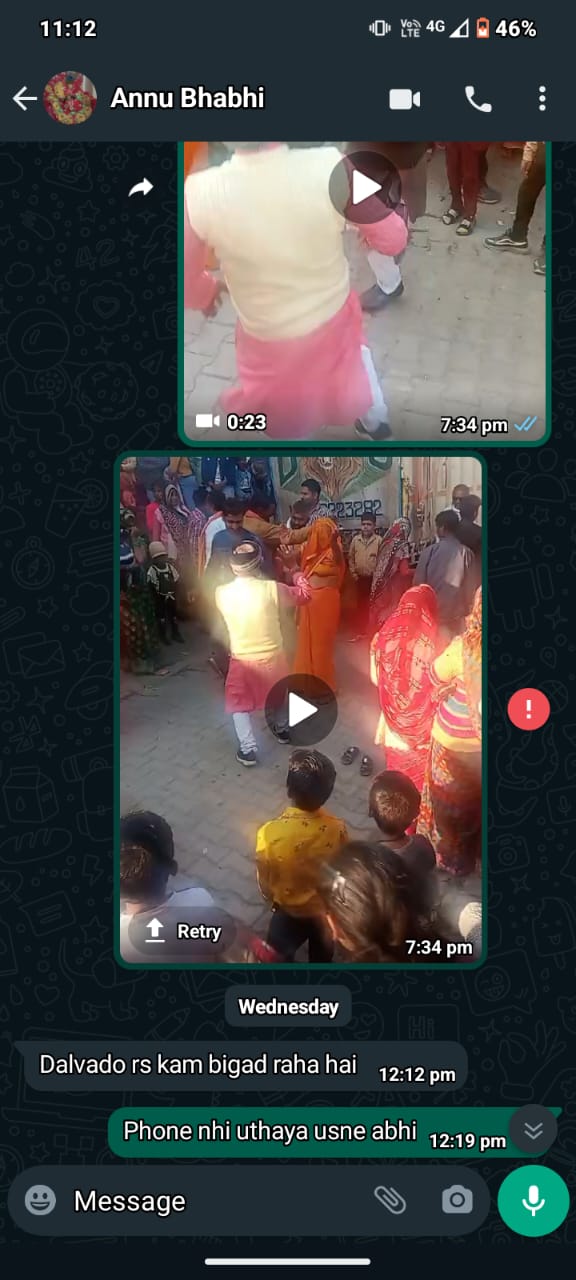 11:12
Vo LTE 4G 46%
Annu Bhabhi
0:23
7:34 pm
223292
Retry
7:34 pm
Wednesday
Dalvado rs kam bigad raha hai 12:12 pm
Phone nhi uthaya usne abhi 12:19 pm
Message